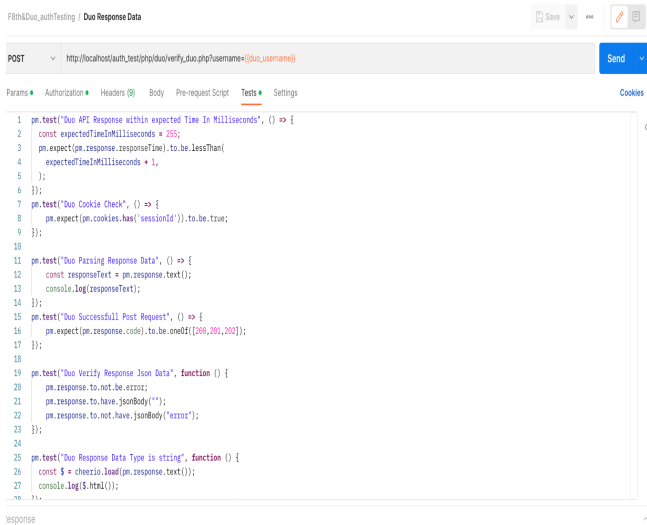 F8th&Duo_authTesting / Duo Response Data
Save
POST http://localhost/auth_test/php/duo/verify_duo.php?username={{duo_username}} Send
Params Authorization Headers (9) Body Pre-request Script Tests Settings Cookies
1 pm.test("Duo API Response within expected Time In Milliseconds", () => {
2 const expectedTimeInMilliseconds = 255;
3 pm.expect(pm.response.responseTime).to.be.lessThan(
4 expectedTimeInMilliseconds + 1,
5 );
6 });
7 pm.test("Duo Cookie Check", () => {
8 pm.expect(pm.cookies.has('sessionId')).to.be.true;
9 });
10
11 pm.test("Duo Parsing Response Data", () => {
12 const responseText = pm.response.text();
13 console.log(responseText);
14 });
15 pm.test("Duo Successfull Post Request", () => {
16 pm.expect(pm.response.code).to.be.oneOf([200,201,202]);
17 });
18
19 pm.test("Duo Verify Response Json Data", function () {
20 pm.response.to.not.be.error;
21 pm.response.to.have.jsonBody("");
22 pm.response.to.not.have.jsonBody("error");
23 });
24
25 pm.test("Duo Response Data Type is string", function () {
26 const $ = cheerio.load(pm.response.text());
27 console.log($.html());
28 });
Response